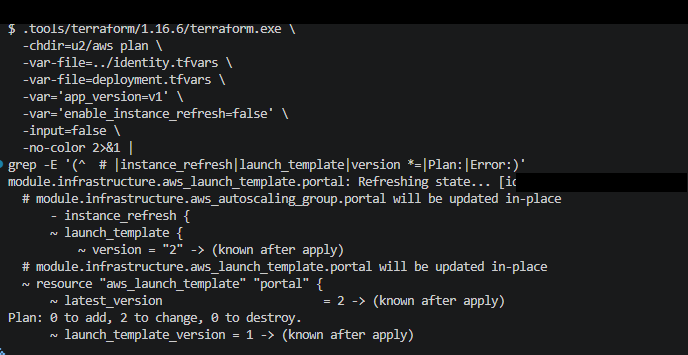 $ .tools/terraform/1.16.6/terraform.exe \
-chdir=u2/aws plan \
-var-file=../identity.tfvars \
-var-file=deployment.tfvars \
-var='app_version=v1' \
-var='enable_instance_refresh=false' \
-input=false \
-no-color 2>&1 |
grep -E '(^  # |instance_refresh|launch_template|version *=|Plan:|Error:)'
module.infrastructure.aws_launch_template.portal: Refreshing state... [id
# module.infrastructure.aws_autoscaling_group.portal will be updated in-place
- instance_refresh {
~ launch_template {
~ version = "2" -> (known after apply)
# module.infrastructure.aws_launch_template.portal will be updated in-place
~ resource "aws_launch_template" "portal" {
~ latest_version = 2 -> (known after apply)
Plan: 0 to add, 2 to change, 0 to destroy.
~ launch_template_version = 1 -> (known after apply)